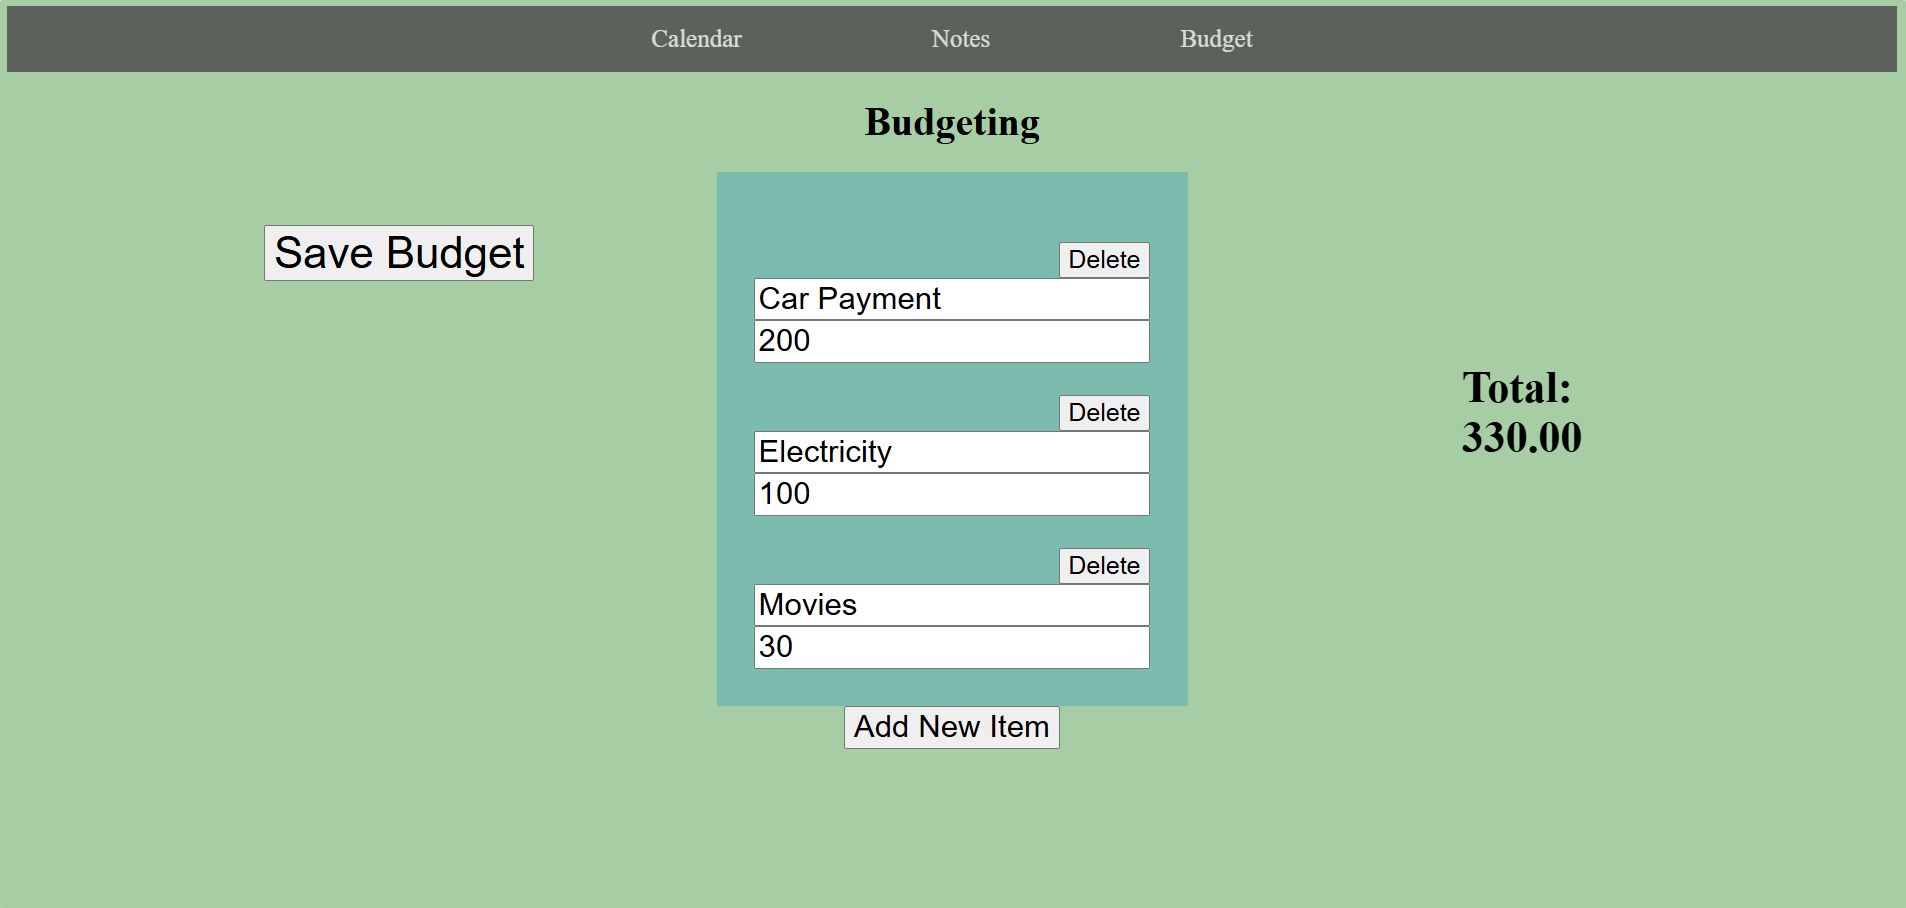 Calendar Notes Budget
Budgeting
Save Budget
Delete
Car Payment
200
Delete
Electricity
100
Delete
Movies
30
Add New Item
Total:
330.00